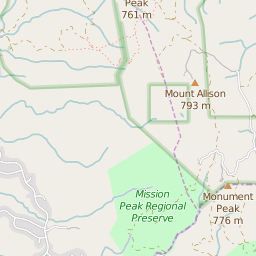 Peak
761 m
Mount Allison
793 m
Mission
Peak Regional
Preserve
Monument
Peak
776 m